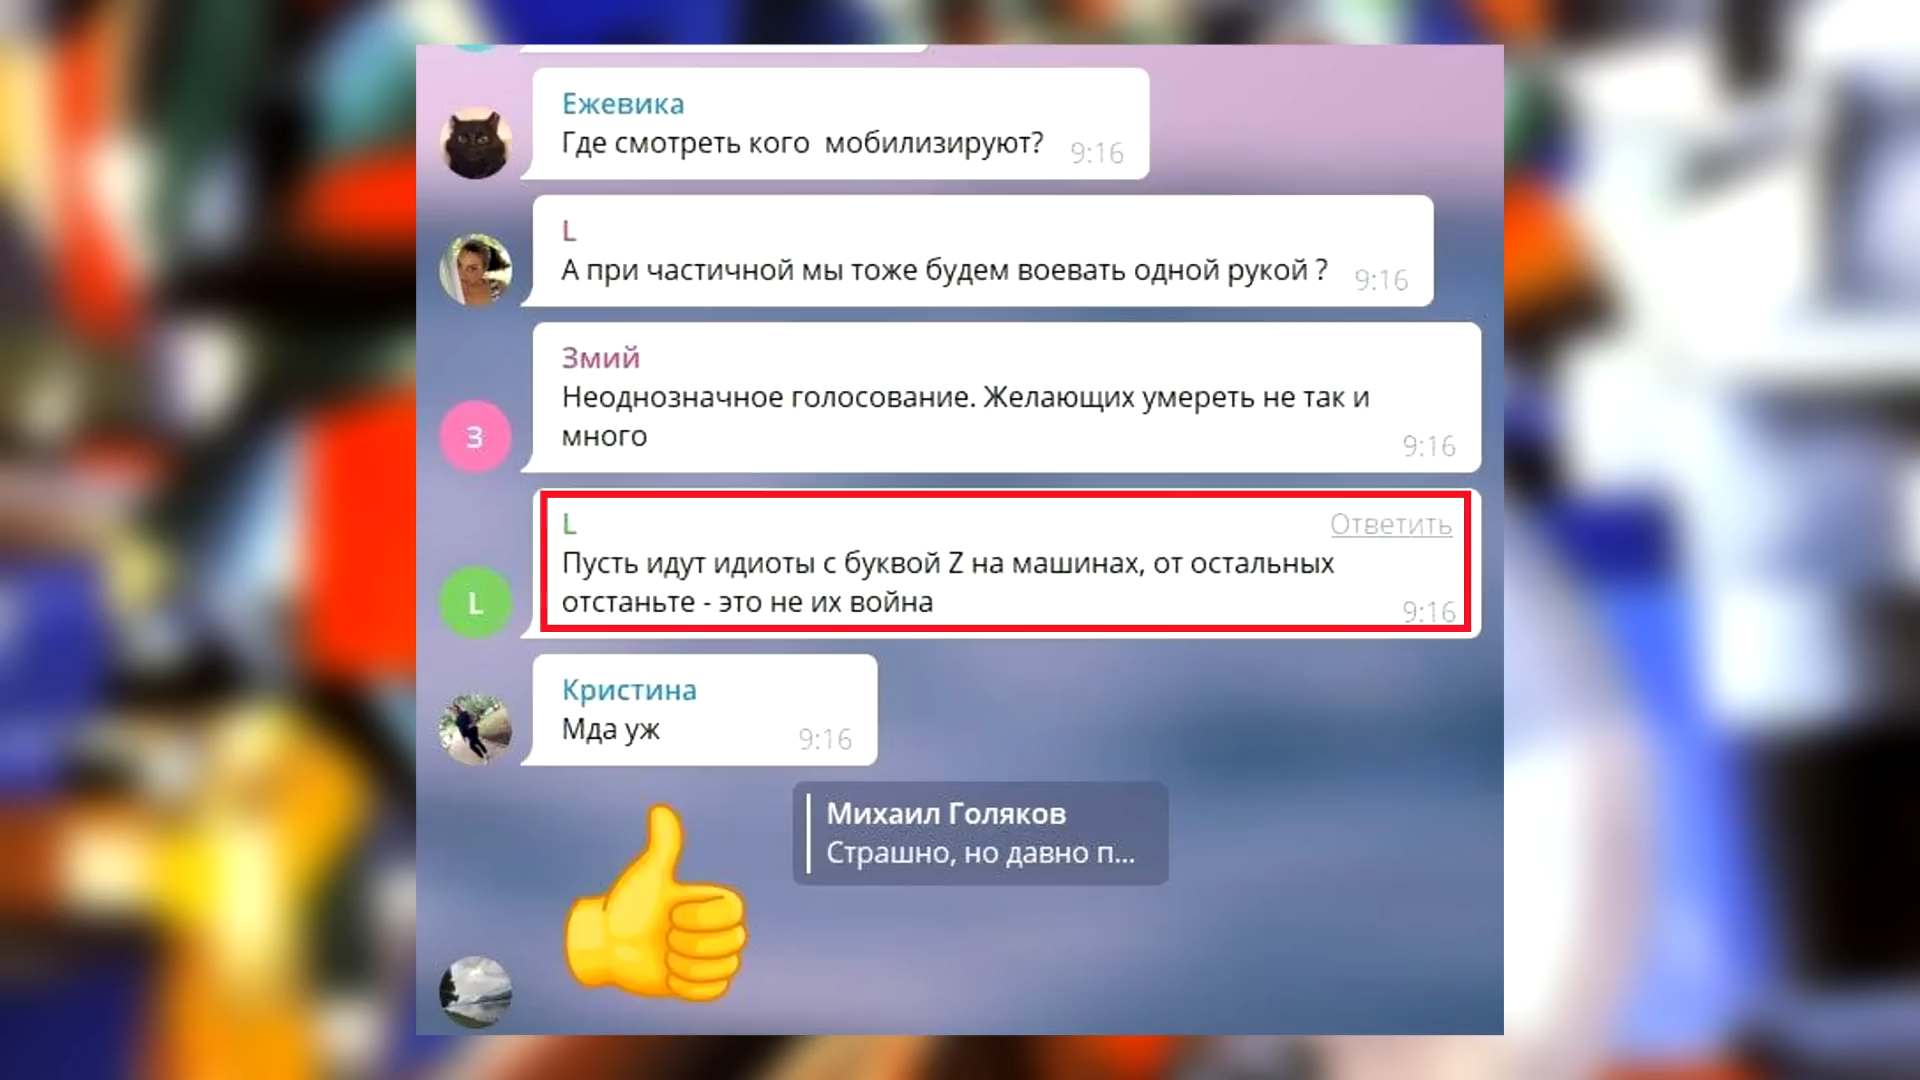 Ежевика
Где смотреть кого мобилизируют? 9:16
L
А при частичной мы тоже будем воевать одной рукой ? 9:16
Змий
Неоднозначное голосование. Желающих умереть не так и
много 9:16
З
L Ответить
Пусть идут идиоты с буквой Z на машинах, от остальных
отстаньте - это не их война 9:16
L
Кристина
Мда уж 9:16
Михаил Голяков
Страшно, но давно п...